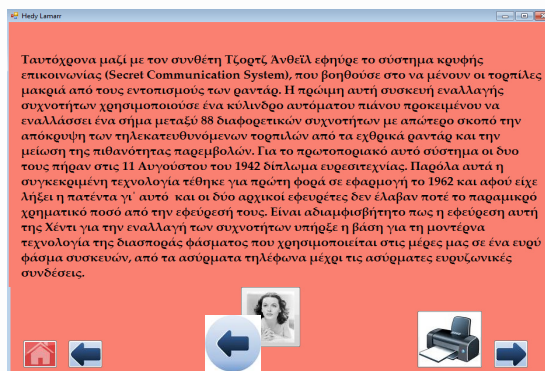 Hedy Lamarr
Ταυτόχρονα μαζί με τον συνθέτη Τζορτζ Ανθεϊλ εφηύρε το σύστημα κρυφής
επικοινωνίας (Secret Communication System), που βοηθούσε στο να μένουν οι τορπίλες
μακριά από τους εντοπισμούς των ραντάρ. Η πρώιμη αυτή συσκευή εναλλαγής
συχνοτήτων χρησιμοποιούσε ένα κύλινδρο αυτόματου πιάνου προκειμένου να
εναλλάσσει ένα σήμα μεταξύ 88 διαφορετικών συχνοτήτων με απώτερο σκοπό την
απόκρυψη των τηλεκατευθυνόμενων τορπιλών από τα εχθρικά ραντάρ και την
μείωση της πιθανότητας παρεμβολών. Για το πρωτοποριακό αυτό σύστημα οι δυο
τους πήραν στις 11 Αυγούστου του 1942 δίπλωμα ευρεσιτεχνίας. Παρόλα αυτά η
συγκεκριμένη τεχνολογία τέθηκε για πρώτη φορά σε εφαρμογή το 1962 και αφού είχε
λήξει η πατέντα γι' αυτό και οι δύο αρχικοί εφευρέτες δεν έλαβαν ποτέ το παραμικρό
χρηματικό ποσό από την εφεύρεσή τους. Είναι αδιαμφισβήτητο πως η εφεύρεση αυτή
της Χέντι για την εναλλαγή των συχνοτήτων υπήρξε η βάση για τη μοντέρνα
τεχνολογία της διασποράς φάσματος που χρησιμοποιείται στις μέρες μας σε ένα ευρύ
φάσμα συσκευών, από τα ασύρματα τηλέφωνα μέχρι τις ασύρματες ευρυζωνικές
συνδέσεις.